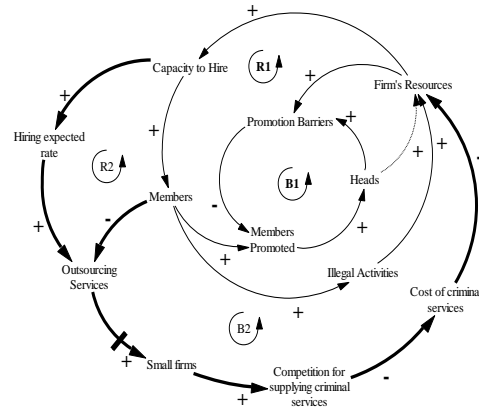 +
R1
Capacity to Hire
+
Firm's Resources
+
Promotion Barriers
+
+
+
Hiring expected
rate
R2
+
B1
Heads
Members
-
-
+
-
Members
Promoted
+
+
Outsourcing
Services
Illegal Activities
+
B2
Cost of criminal
services
+
Small firms
Competition for
supplying criminal
services
-
+